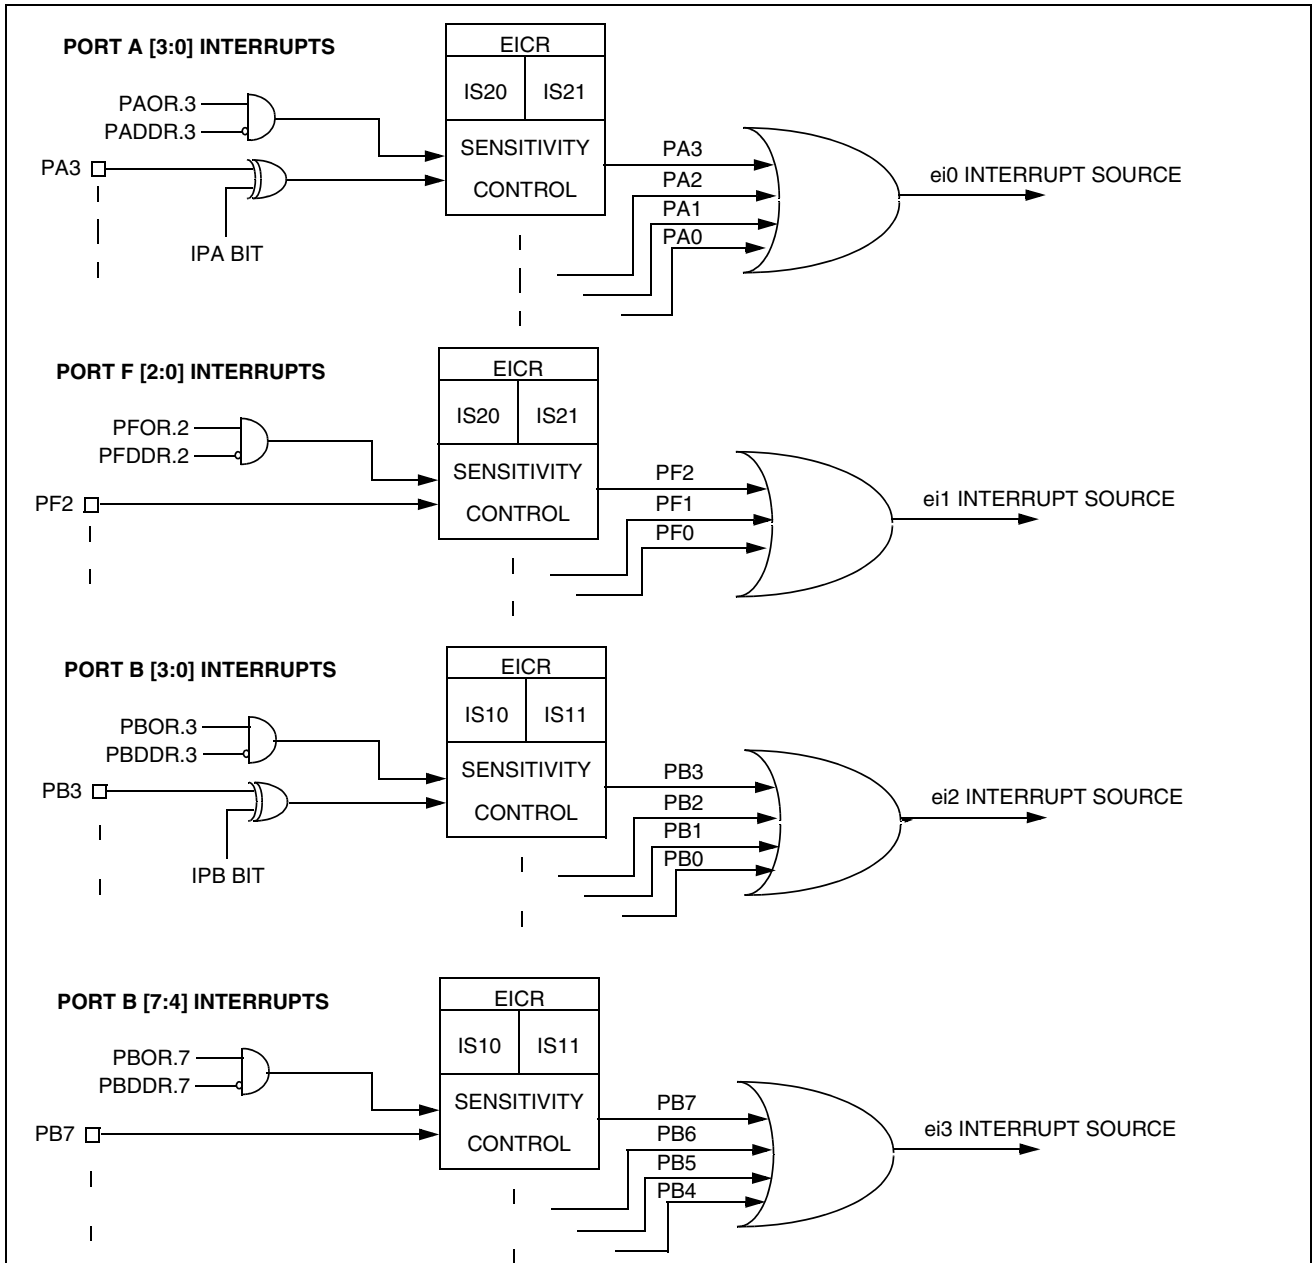 PORT A [3:0] INTERRUPTS
EICR
IS20 IS21
PAOR.3
PADDR.3
SENSITIVITY
CONTROL
PA3
IPA BIT
PA3
PA2
PA1
PA0
ei0 INTERRUPT SOURCE
PORT F [2:0] INTERRUPTS
EICR
IS20 IS21
PFOR.2
PFDDR.2
SENSITIVITY
CONTROL
PF2
PF2
PF1
PF0
ei1 INTERRUPT SOURCE
PORT B [3:0] INTERRUPTS
EICR
IS10 IS11
PBOR.3
PBDDR.3
SENSITIVITY
CONTROL
PB3
IPB BIT
PB3
PB2
PB1
PB0
ei2 INTERRUPT SOURCE
PORT B [7:4] INTERRUPTS
EICR
IS10 IS11
PBOR.7
PBDDR.7
SENSITIVITY
CONTROL
PB7
PB7
PB6
PB5
PB4
ei3 INTERRUPT SOURCE